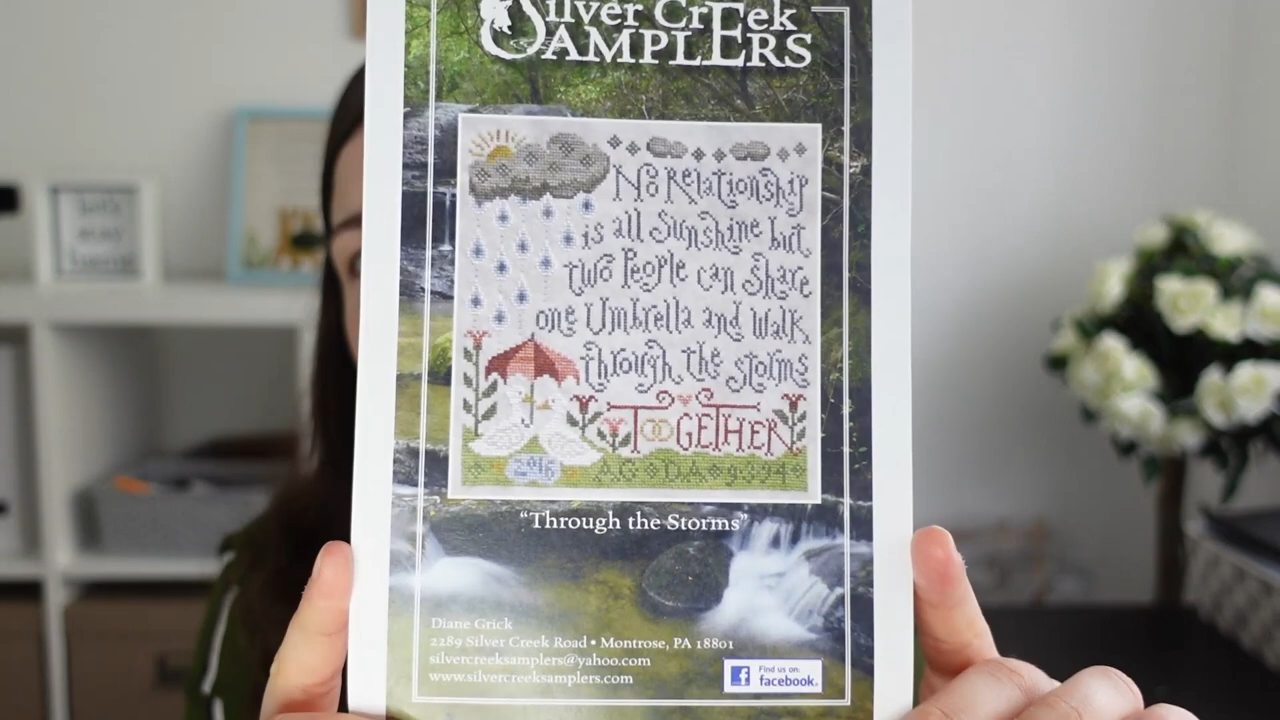 Silver Creek
Samplers
No Relationship
is all Sunshine but
two People can Share
one Umbrella and Walk
through the storms
TOGETHER
2016
"Through the Storms"
Diane Grick
2289 Silver Creek Road • Montrose, PA 18801
silvercreeksamplers@yahoo.com
www.silvercreeksamplers.com
Find us on:
facebook.